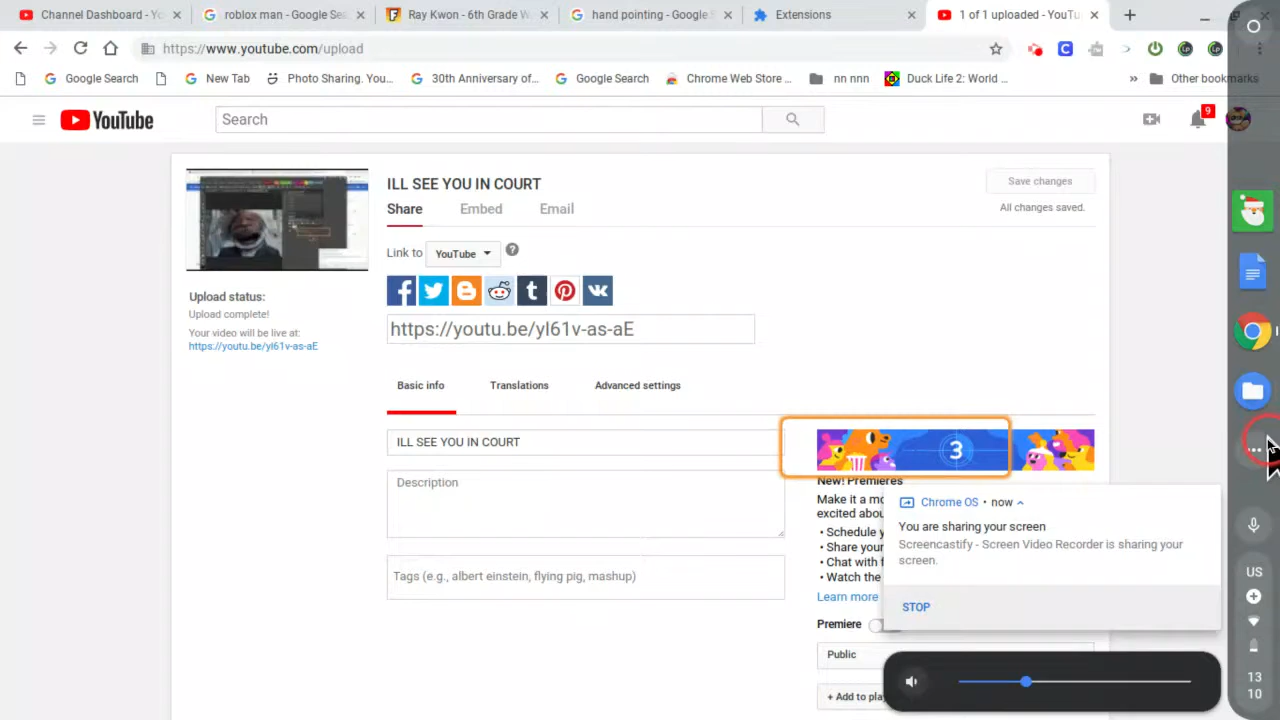 Channel Dashboard - Yo
roblox man - Google Sea
Ray Kwon - 6th Grade W
hand pointing - Google S
Extensions
1 of 1 uploaded - YouTu
https://www.youtube.com/upload
Google Search
New Tab
Photo Sharing. You...
30th Anniversary of...
Google Search
Chrome Web Store ...
nn nnn
Duck Life 2: World ...
»
Other bookmarks
YouTube
Search
9
ILL SEE YOU IN COURT
Save changes
Share
Embed
Email
All changes saved.
Link to
YouTube
?
https://youtu.be/yl61v-as-aE
Upload status:
Upload complete!
Your video will be live at:
https://youtu.be/yl61v-as-aE
Basic info
Translations
Advanced settings
ILL SEE YOU IN COURT
3
Description
New! Premieres
Make it a mo
excited abou
• Schedule y
• Share your
• Chat with f
• Watch the
Learn more
Tags (e.g., albert einstein, flying pig, mashup)
Premiere
Public
+ Add to play
Chrome OS • now
You are sharing your screen
Screencastify - Screen Video Recorder is sharing your
screen.
STOP
US
13
10